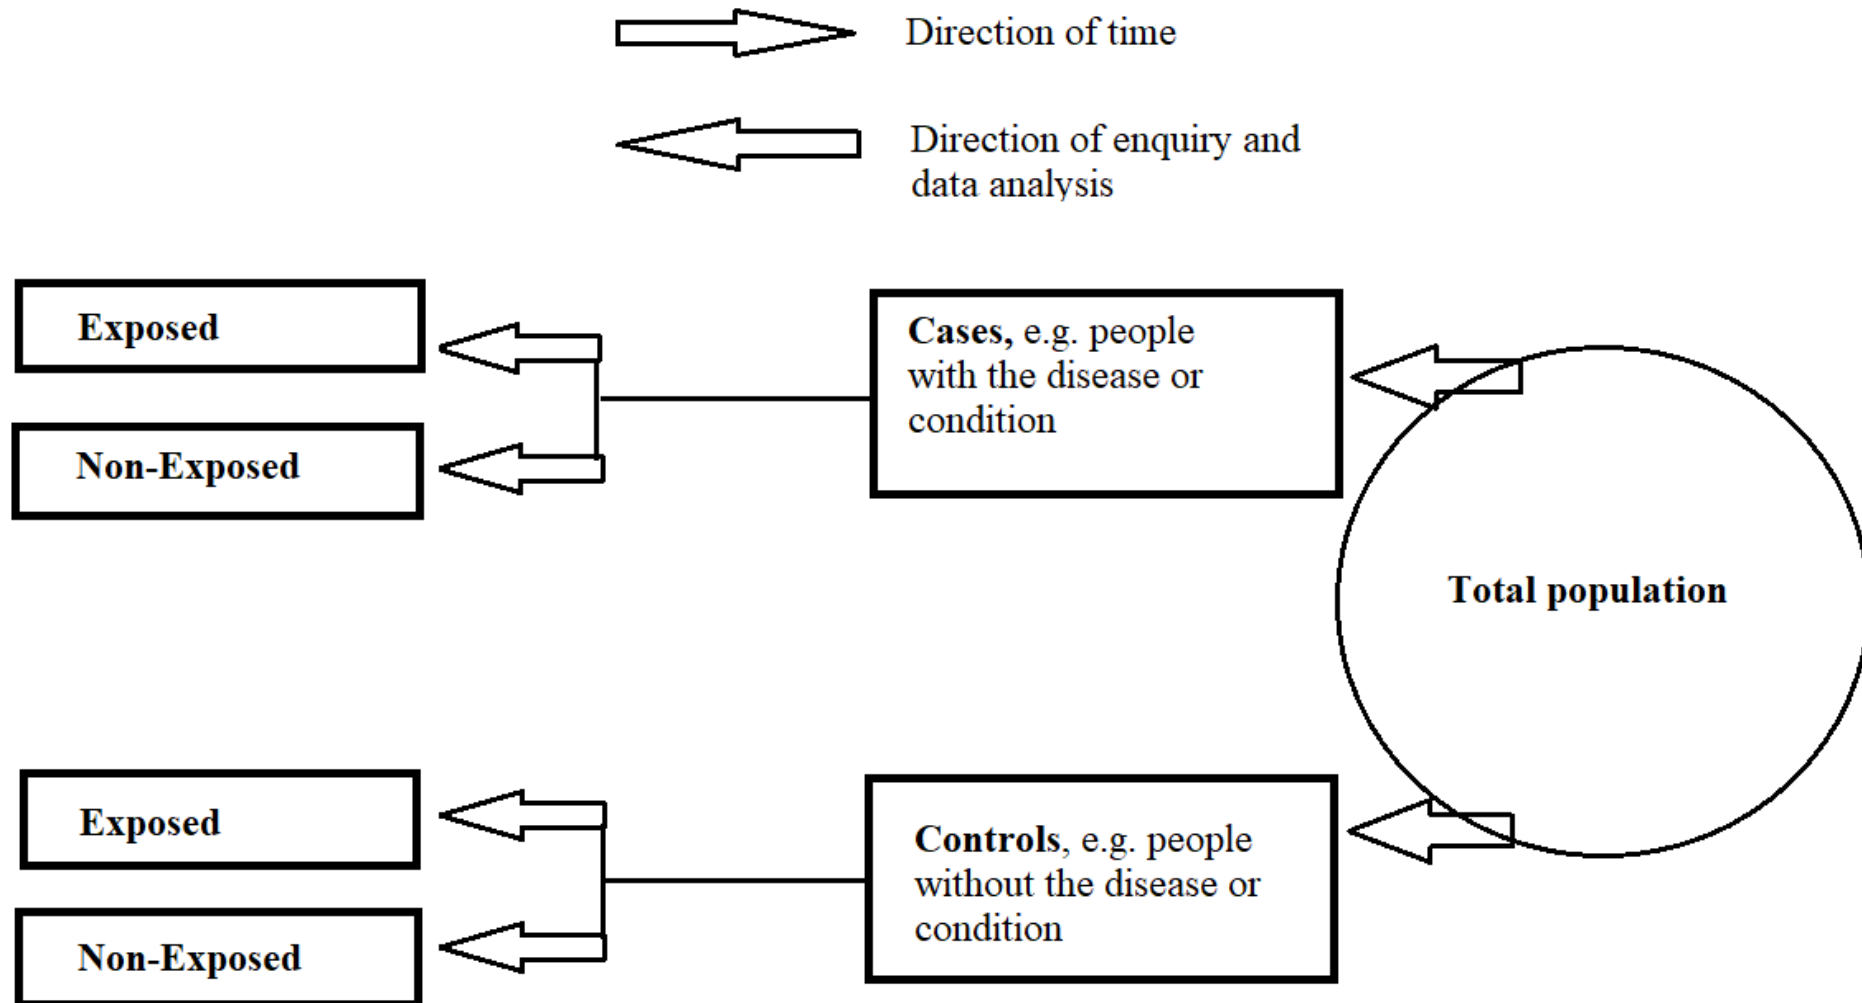 Direction of time
Direction of enquiry and
data analysis
Exposed
Non-Exposed
Cases, e.g. people
with the disease or
condition
Total population
Exposed
Non-Exposed
Controls, e.g. people
without the disease or
condition